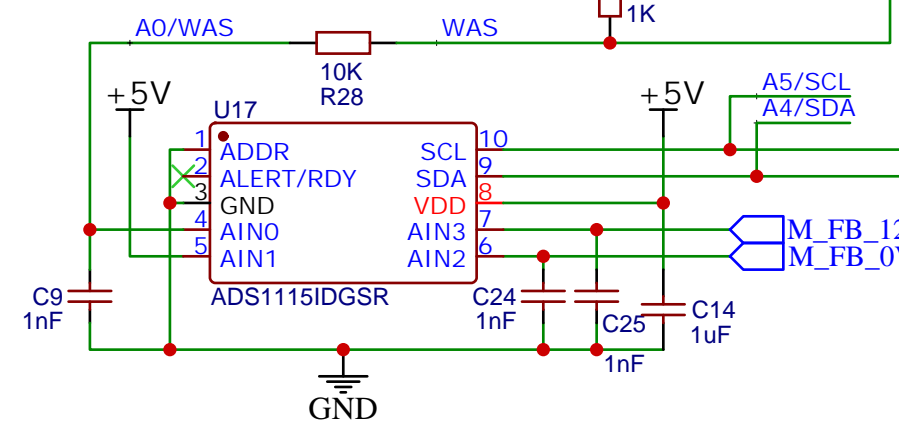 1K
A0/WAS
WAS
10K
R28
+5V
+5V
A5/SCL
A4/SDA
U17
1
ADDR
SCL
10
2
ALERT/RDY
SDA
9
3
GND
VDD
8
4
AIN0
AIN3
7
M_FB_12
5
AIN1
AIN2
6
M_FB_0V
ADS1115IDGSR
C9
1nF
C24
1nF
C25
1nF
C14
1uF
GND